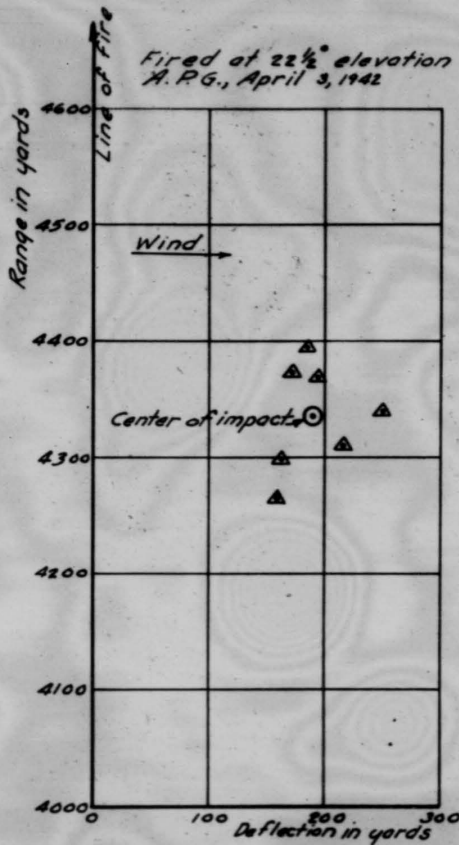 Fired at 22½° elevation
A.P.G., April 3, 1942
Line of Fire
Range in yards
4600
4500
Wind
4400
Center of impact
4300
4200
4100
4000
0 100 200 300
Deflection in yards